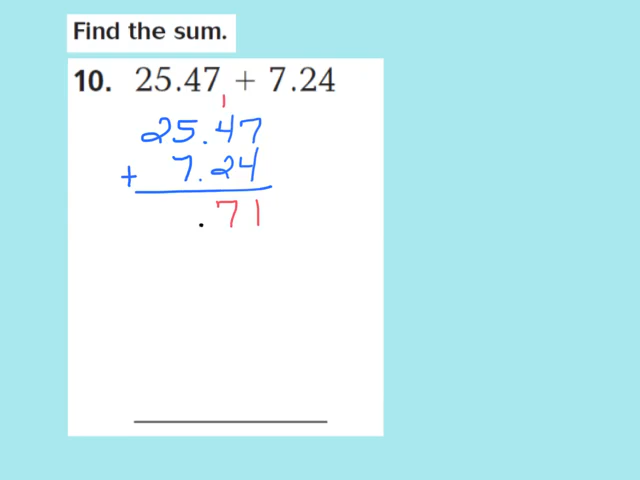 Find the sum.
10. 25.47 + 7.24
1
25.47
+ 7.24
.71